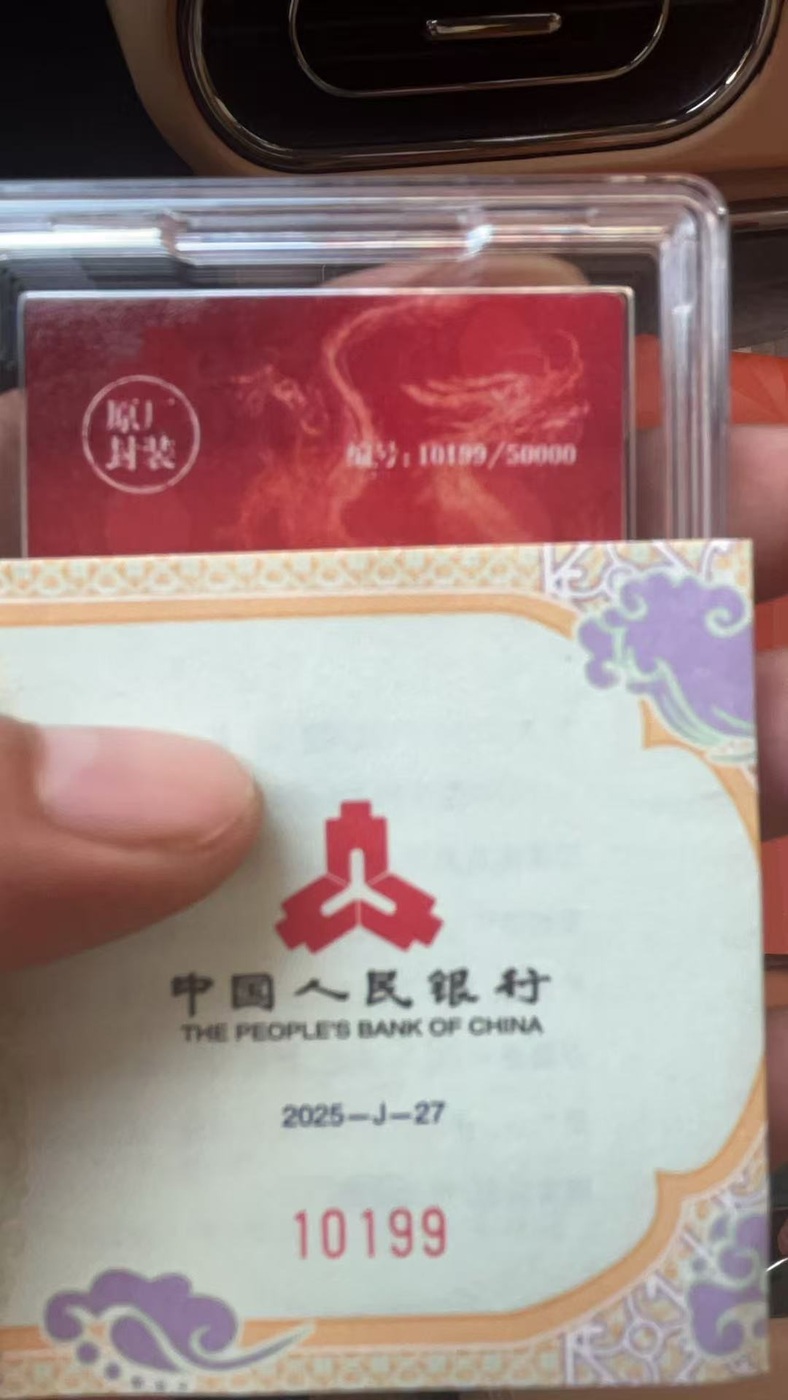 原厂
封装
编号:10199/50000
中国人民银行
THE PEOPLE'S BANK OF CHINA
2025-J-27
10199